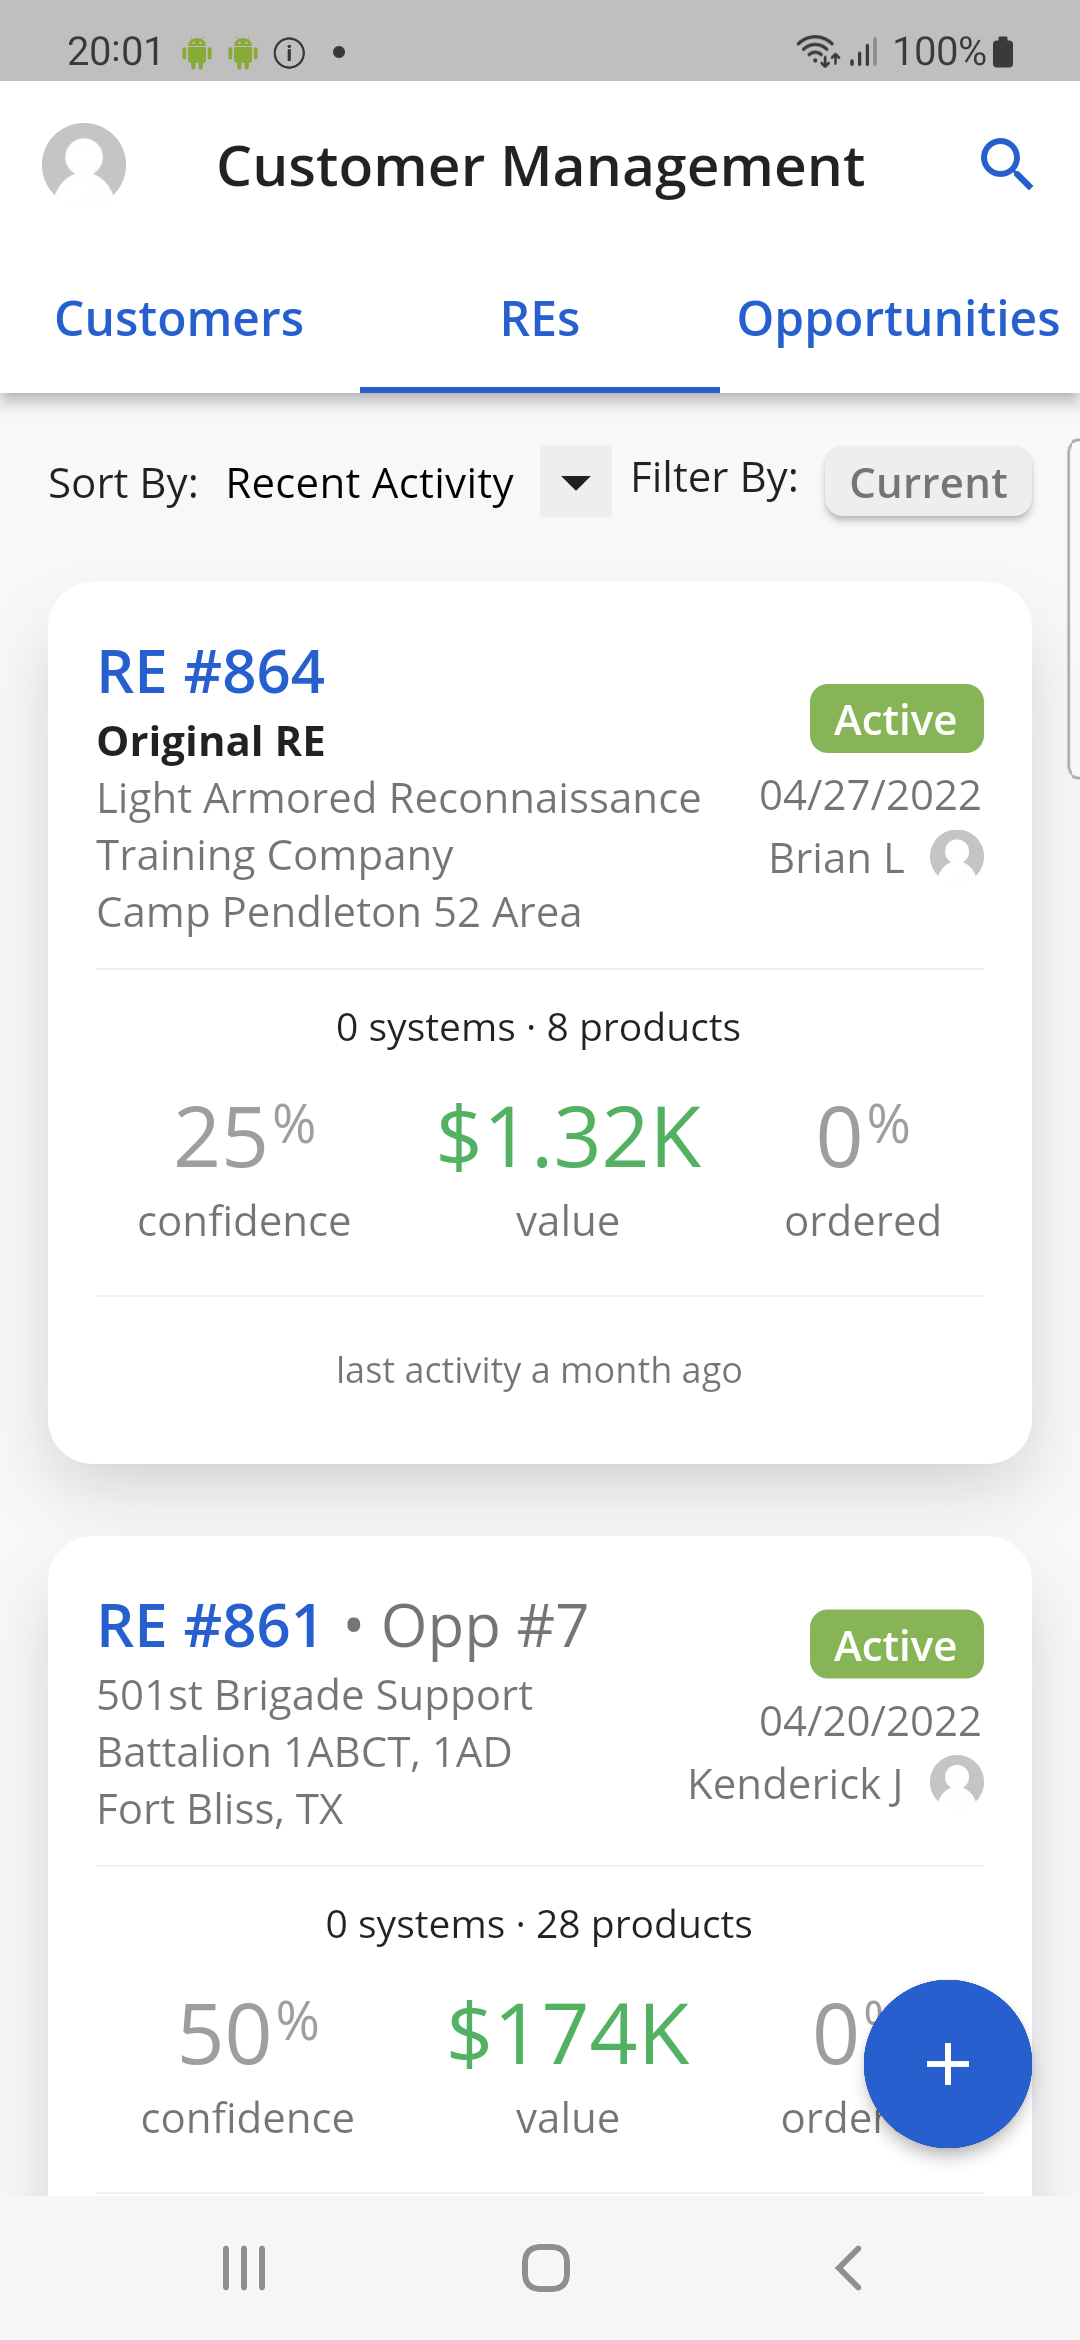 20:01
100%
Customer Management
Customers
REs
Opportunities
Sort By: Recent Activity
Filter By: Current
RE #864
Original RE
Light Armored Reconnaissance
Training Company
Camp Pendleton 52 Area
Active
04/27/2022
Brian L
0 systems · 8 products
25%
confidence
$1.32K
value
0%
ordered
last activity a month ago
RE #861 • Opp #7
501st Brigade Support
Battalion 1ABCT, 1AD
Fort Bliss, TX
Active
04/20/2022
Kenderick J
0 systems · 28 products
50%
confidence
$174K
value
0